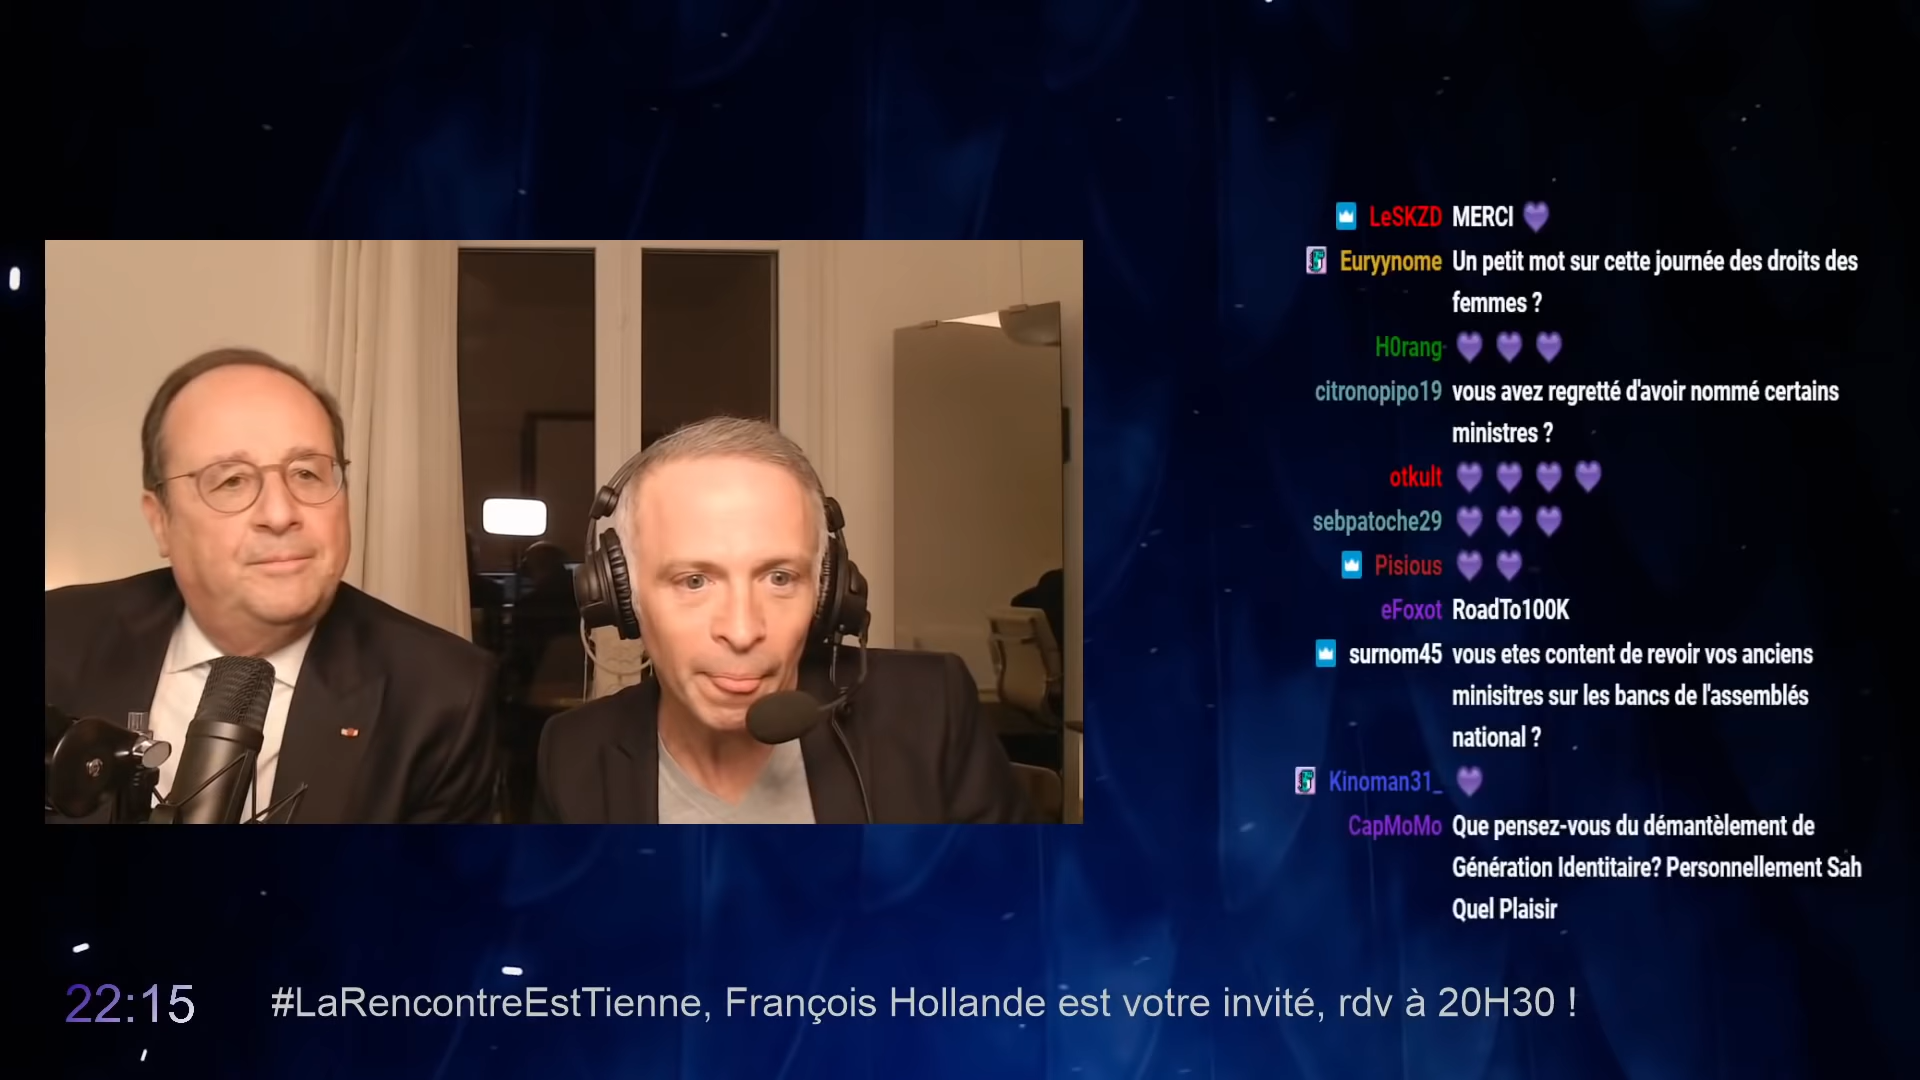 LeSKZD MERCI
Euryynome Un petit mot sur cette journée des droits des
femmes ?
H0rang
citronopipo19 vous avez regretté d'avoir nommé certains
ministres ?
otkult
sebpatoche29
Pisious
eFoxot RoadTo100K
surnom45 vous etes content de revoir vos anciens
minisitres sur les bancs de l'assemblés
national ?
Kinoman31_
CapMoMo Que pensez-vous du démantèlement de
Génération Identitaire? Personnellement Sah
Quel Plaisir
22:15 #LaRencontreEstTienne, François Hollande est votre invité, rdv à 20H30 !